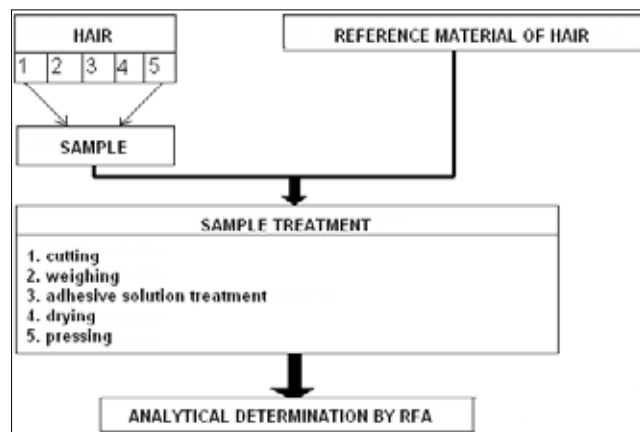 HAIR
REFERENCE MATERIAL OF HAIR
1 2 3 4 5
SAMPLE
SAMPLE TREATMENT
1. cutting
2. weighing
3. adhesive solution treatment
4. drying
5. pressing
ANALYTICAL DETERMINATION BY RFA